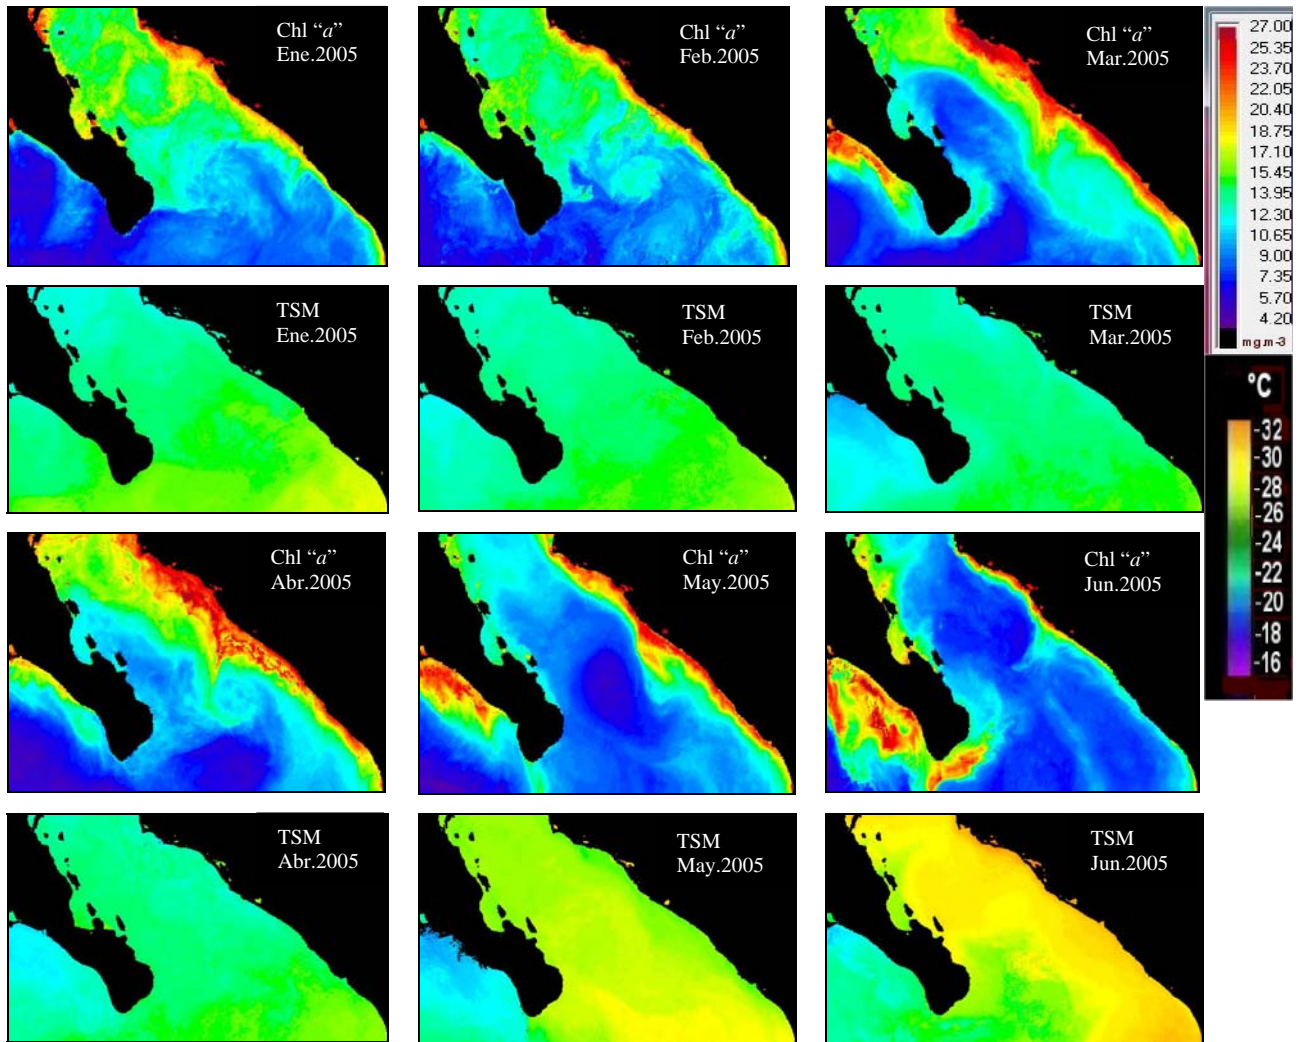 Chl “a”
Ene.2005
Chl “a”
Feb.2005
Chl “a”
Mar.2005
27.00
25.35
23.70
22.05
20.40
18.75
17.10
15.45
13.95
12.30
10.65
9.00
7.35
5.70
4.20
mg.m-3
TSM
Ene.2005
TSM
Feb.2005
TSM
Mar.2005
°C
-32
-30
-28
-26
-24
-22
-20
-18
-16
Chl “a”
Abr.2005
Chl “a”
May.2005
Chl “a”
Jun.2005
TSM
Abr.2005
TSM
May.2005
TSM
Jun.2005